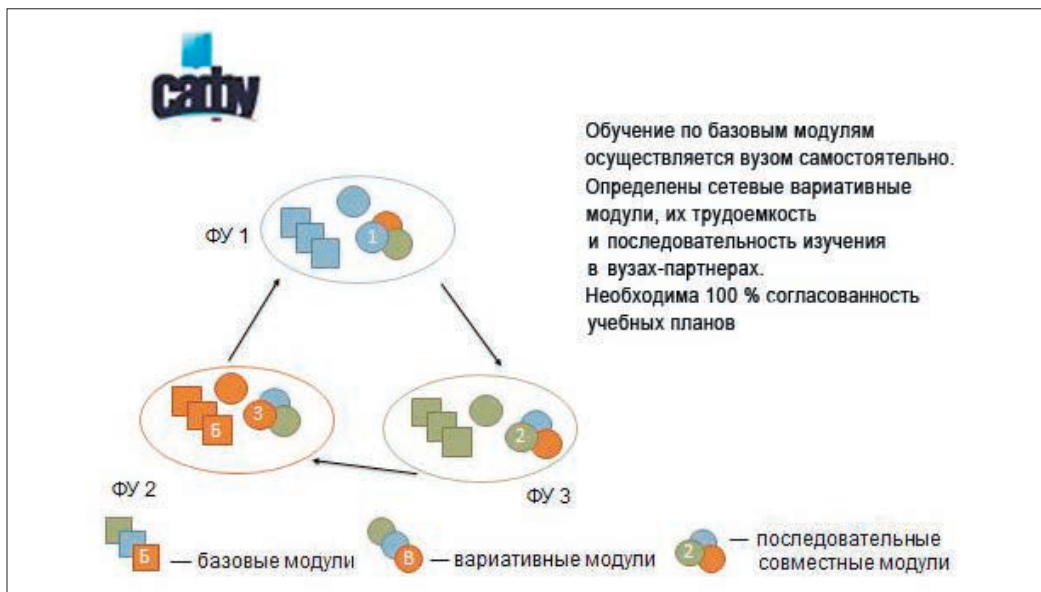 сафу
Обучение по базовым модулям
осуществляется вузом самостоятельно.
Определены сетевые вариативные
модули, их трудоемкость
и последовательность изучения
в вузах-партнерах.
Необходима 100 % согласованность
учебных планов
ФУ 1
1
3
Б
2
ФУ 2
ФУ 3
Б — базовые модули
В — вариативные модули
2 — последовательные
совместные модули